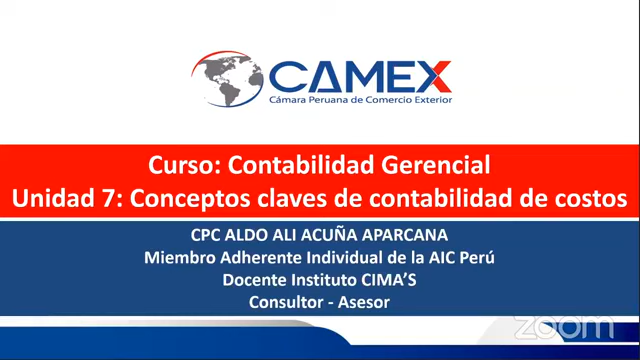 CAMEX
Cámara Peruana de Comercio Exterior
Curso: Contabilidad Gerencial
Unidad 7: Conceptos claves de contabilidad de costos
CPC ALDO ALI ACUÑA APARCANA
Miembro Adherente Individual de la AIC Perú
Docente Instituto CIMA’S
Consultor - Asesor
zoom